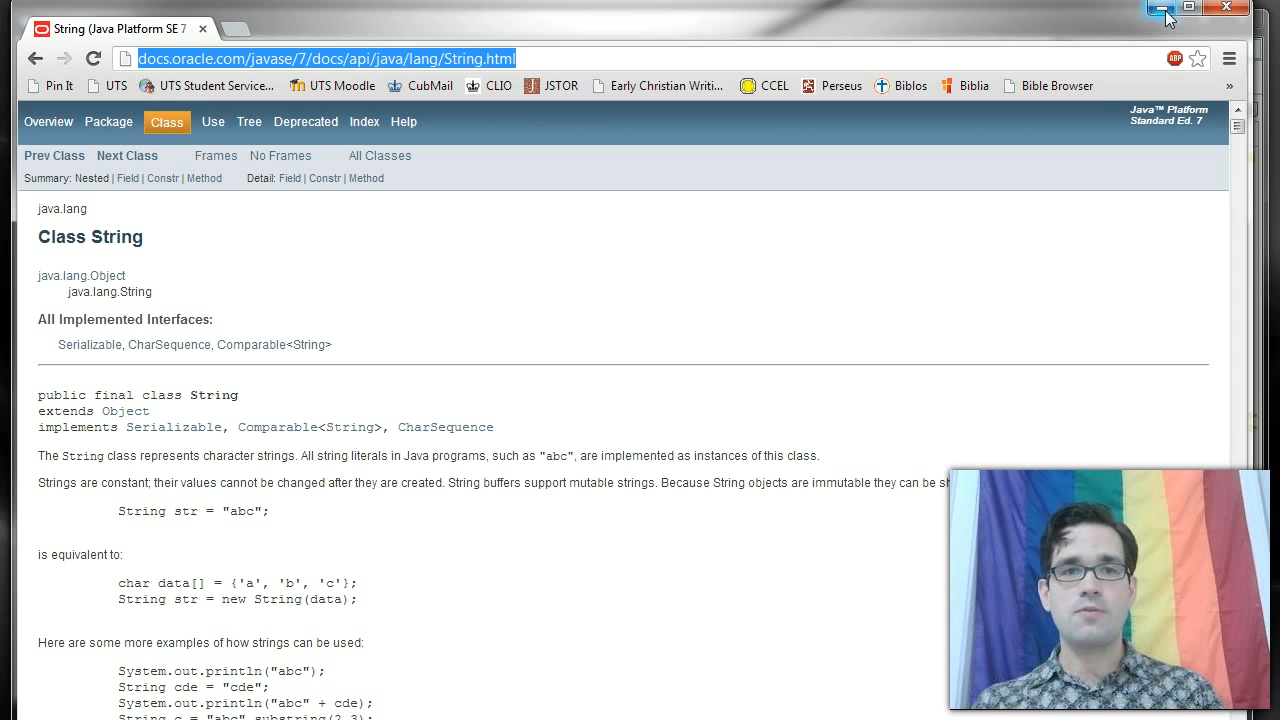 String (Java Platform SE 7
docs.oracle.com/javase/7/docs/api/java/lang/String.html
ABP
Pin It UTS UTS Student Service... UTS Moodle CubMail CLIO JSTOR Early Christian Writi... CCEL Perseus Biblos Biblia Bible Browser »
Overview Package Class Use Tree Deprecated Index Help
Java™ Platform
Standard Ed. 7
Prev Class Next Class Frames No Frames All Classes
Summary: Nested | Field | Constr | Method Detail: Field | Constr | Method
java.lang
Class String
java.lang.Object
java.lang.String
All Implemented Interfaces:
Serializable, CharSequence, Comparable<String>
public final class String
extends Object
implements Serializable, Comparable<String>, CharSequence
The String class represents character strings. All string literals in Java programs, such as "abc", are implemented as instances of this class.
Strings are constant; their values cannot be changed after they are created. String buffers support mutable strings. Because String objects are immutable they can be sh
String str = "abc";
is equivalent to:
char data[] = {'a', 'b', 'c'};
String str = new String(data);
Here are some more examples of how strings can be used:
System.out.println("abc");
String cde = "cde";
System.out.println("abc" + cde);
String c = "abc".substring(2,3);